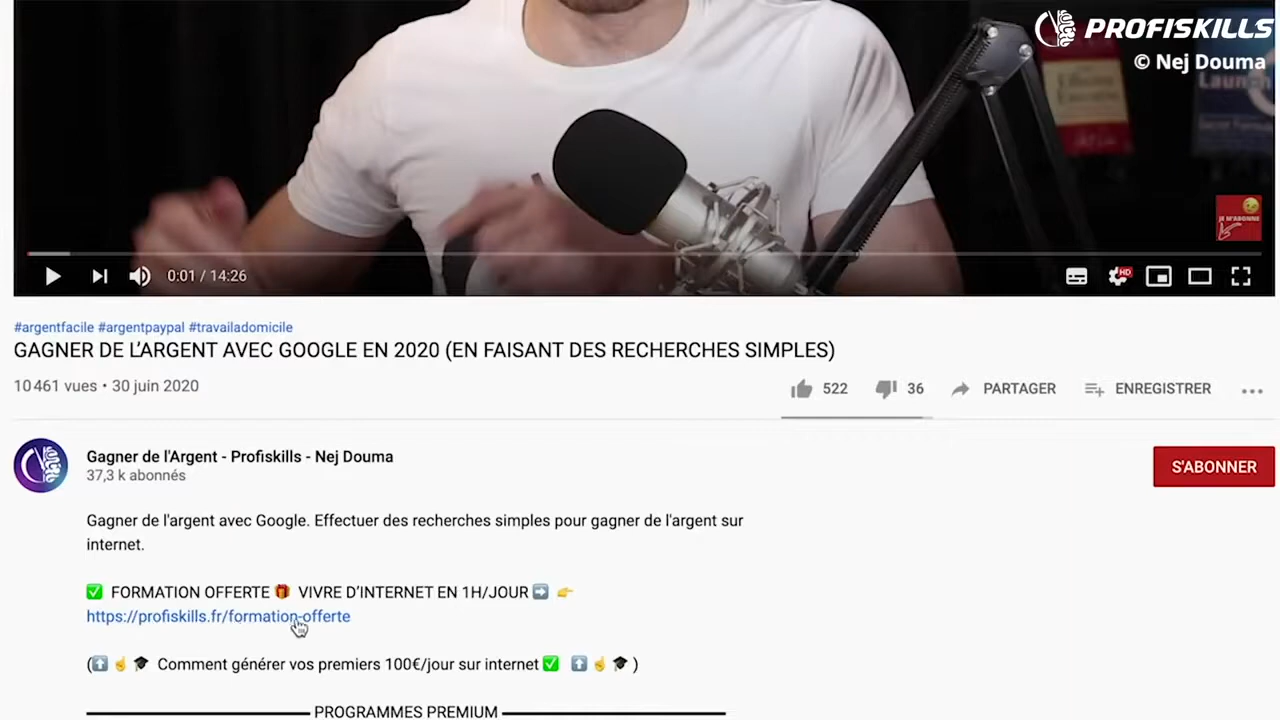 PROFISKILLS
© Nej Douma
Launch
JE M'ABONNE
HD
0:01 / 14:26
#argentfacile #argentpaypal #travailadomicile
GAGNER DE L'ARGENT AVEC GOOGLE EN 2020 (EN FAISANT DES RECHERCHES SIMPLES)
10 461 vues • 30 juin 2020
522
36
PARTAGER
ENREGISTRER
Gagner de l'Argent - Profiskills - Nej Douma
37,3 k abonnés
S'ABONNER
Gagner de l'argent avec Google. Effectuer des recherches simples pour gagner de l'argent sur
internet.
✅ FORMATION OFFERTE 🎁 VIVRE D'INTERNET EN 1H/JOUR ➡️ 👉
https://profiskills.fr/formation-offerte
(⬆️ ☝️ 🎓 Comment générer vos premiers 100€/jour sur internet ✅ ⬆️ ☝️ 🎓 )
PROGRAMMES PREMIUM